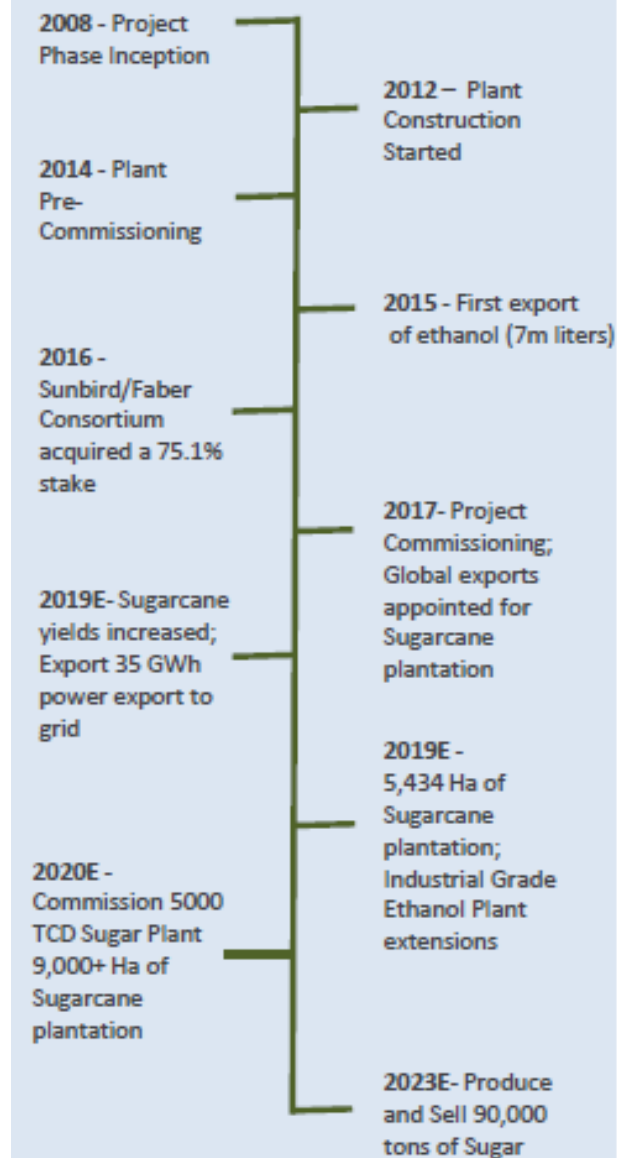 2008 - Project
Phase Inception
2012 – Plant
Construction
Started
2014 - Plant
Pre-
Commissioning
2015 - First export
of ethanol (7m liters)
2016 -
Sunbird/Faber
Consortium
acquired a 75.1%
stake
2017- Project
Commissioning;
Global exports
appointed for
Sugarcane
plantation
2019E- Sugarcane
yields increased;
Export 35 GWh
power export to
grid
2019E -
5,434 Ha of
Sugarcane
plantation;
Industrial Grade
Ethanol Plant
extensions
2020E -
Commission 5000
TCD Sugar Plant
9,000+ Ha of
Sugarcane
plantation
2023E- Produce
and Sell 90,000
tons of Sugar